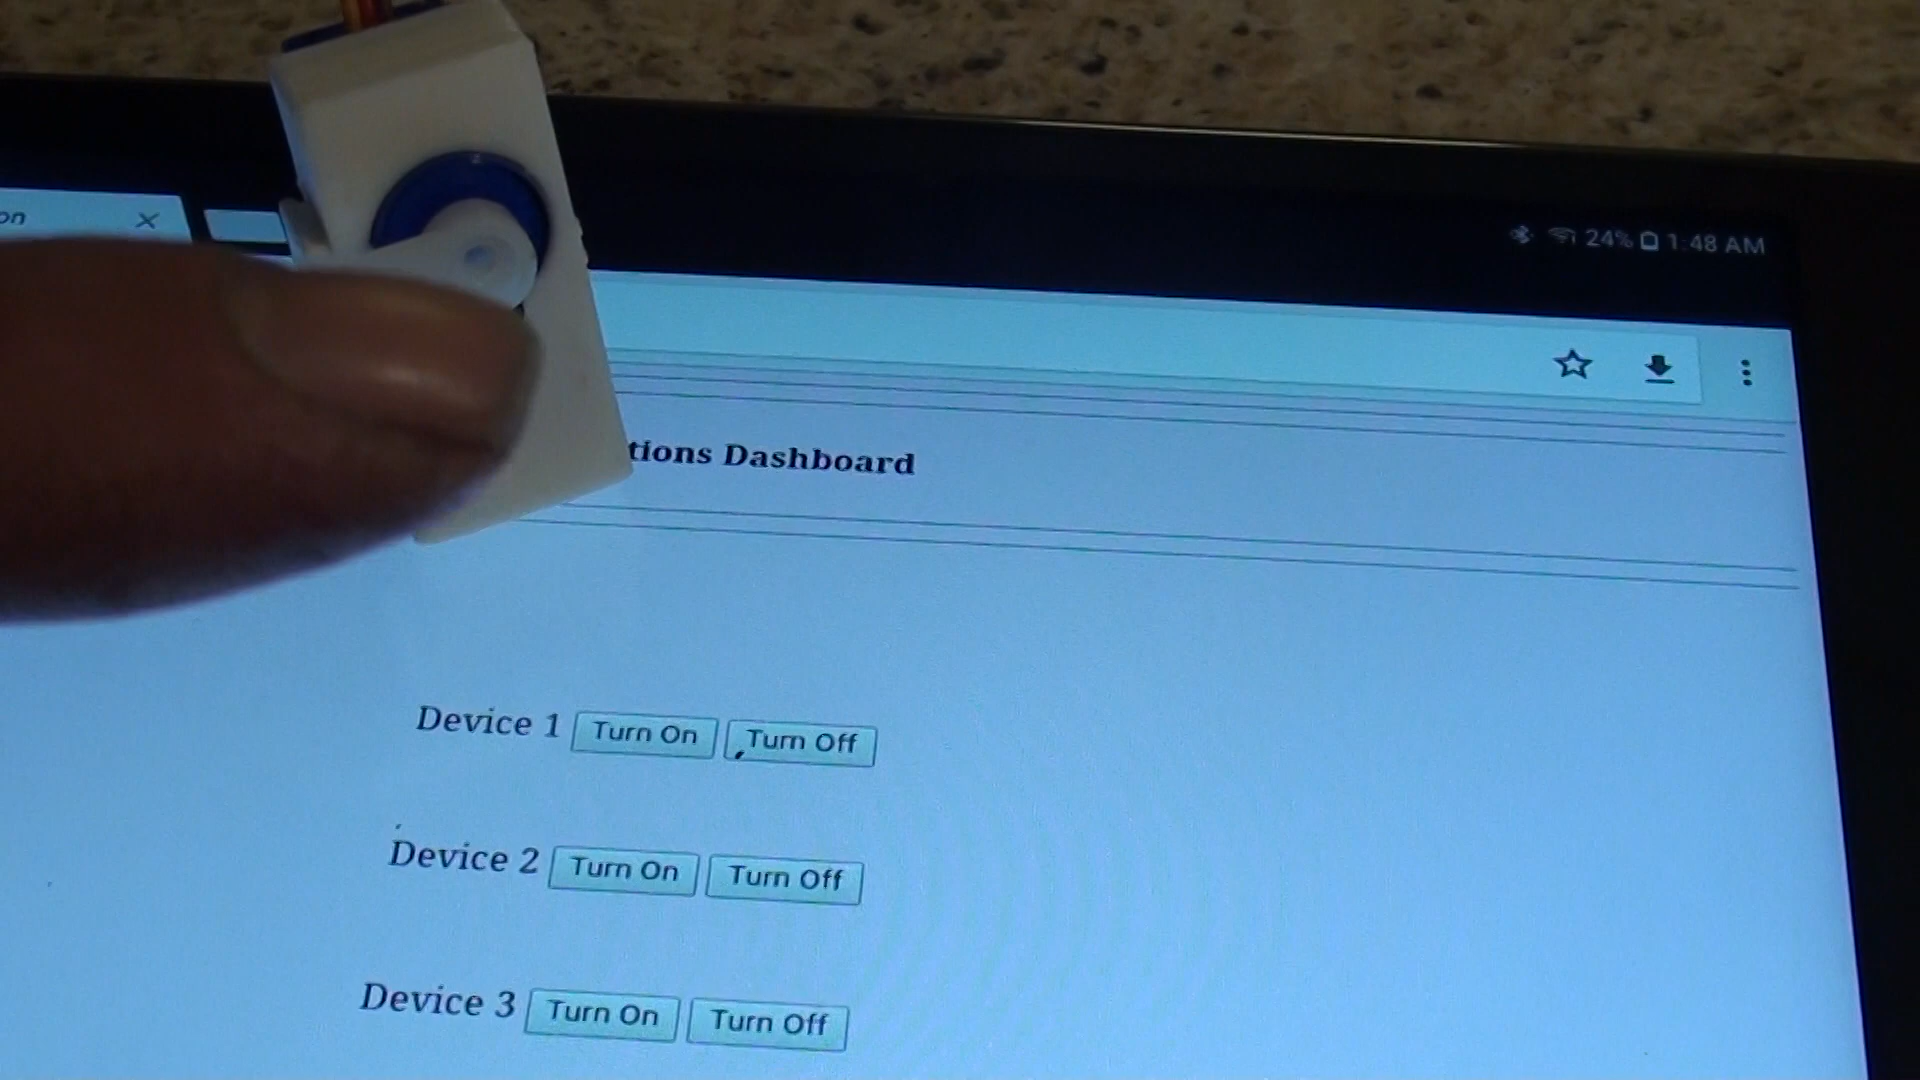 on
24% 1:48 AM
tions Dashboard
Device 1 Turn On Turn Off
Device 2 Turn On Turn Off
Device 3 Turn On Turn Off